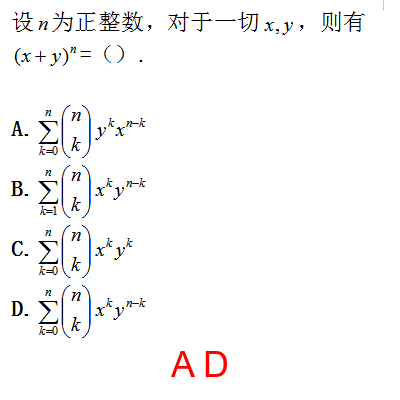 设 n 为正整数，对于一切 x,y，则有
(x+y)^n = （）.
A. \sum_{k=0}^{n} \binom{n}{k} y^k x^{n-k}
B. \sum_{k=1}^{n} \binom{n}{k} x^k y^{n-k}
C. \sum_{k=0}^{n} \binom{n}{k} x^k y^k
D. \sum_{k=0}^{n} \binom{n}{k} x^k y^{n-k}
A D